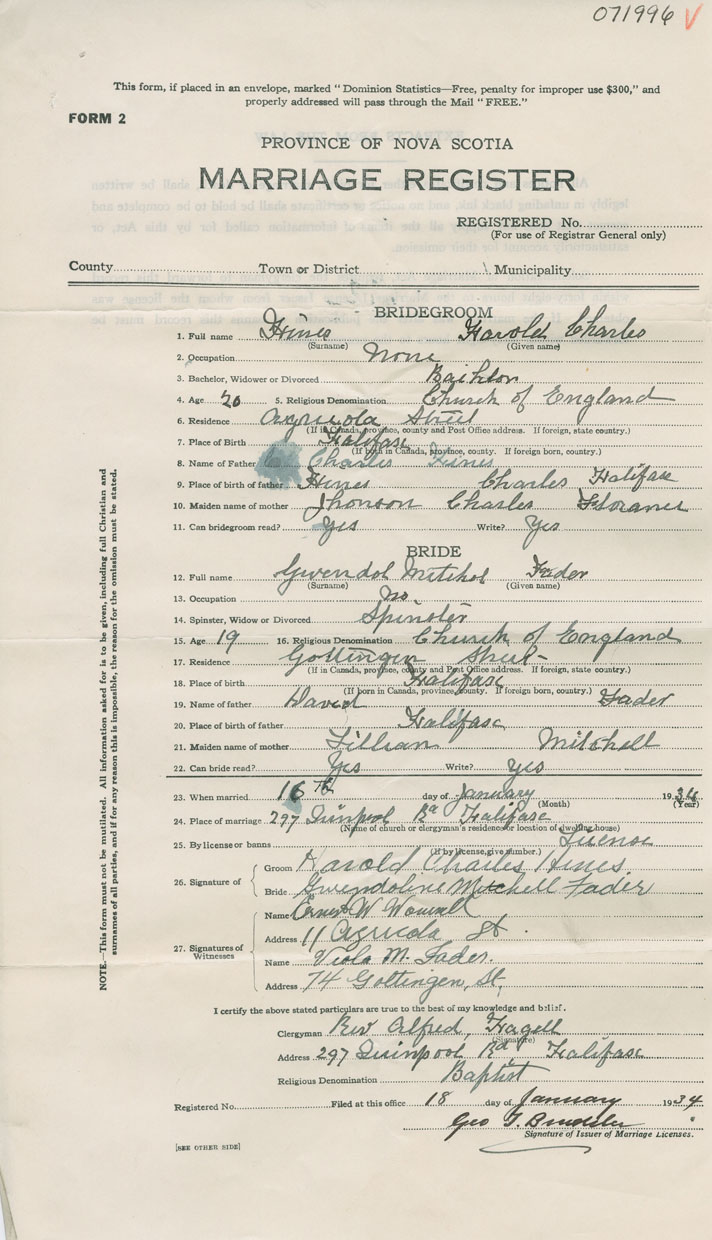 071996 V
This form, if placed in an envelope, marked "Dominion Statistics—Free, penalty for improper use $300," and
properly addressed will pass through the Mail "FREE."
FORM 2
PROVINCE OF NOVA SCOTIA
MARRIAGE REGISTER
REGISTERED No.
(For use of Registrar General only)
County Town or District Municipality
BRIDEGROOM
1. Full name Hines Harold Charles
(Surname) (Given name)
2. Occupation None
3. Bachelor, Widower or Divorced
4. Age 20 5. Religious Denomination Church of England
6. Residence Agricola Street
(If in Canada, province, county and Post Office address. If foreign, state country.)
7. Place of Birth Halifax
(If born in Canada, province, county. If foreign born, country.)
8. Name of Father Charles Hines
9. Place of birth of father Hines Charles Halifax
10. Maiden name of mother Jhonson Charles
11. Can bridegroom read? Yes Write? Yes
BRIDE
12. Full name Gwendol Mitchol Fader
(Surname) (Given name)
13. Occupation no
14. Spinster, Widow or Divorced Spinster
15. Age 19 16. Religious Denomination Church of England
17. Residence Gottingen Street
(If in Canada, province, county and Post Office address. If foreign, state country.)
18. Place of birth Halifax
(If born in Canada, province, county. If foreign born, country.)
19. Name of father David Fader
20. Place of birth of father Halifax
21. Maiden name of mother Lillian Mitchell
22. Can bride read? Yes Write? Yes
23. When married 16th day of January 1934
(Month) (Year)
24. Place of marriage 297 Quinpool Rd Halifax
(Name of church or clergyman's residence or location of dwelling house)
25. By license or banns
(If by license, give number.)
26. Signature of Groom Harold Charles Hines.
Bride Gwendoline Mitchell Fader
27. Signatures of Witnesses
Name Ernest W
Address 11 Agricola St.
Name Viola M. Fader.
Address 74 Gottingen, St,
I certify the above stated particulars are true to the best of my knowledge and belief.
Clergyman Rev Alfred,
(Signature)
Address 297 Quinpool Rd, Halifax
Religious Denomination Baptist
Registered No. Filed at this office 18 day of January 1934
Geo
Signature of Issuer of Marriage Licenses.
[SEE OTHER SIDE]
NOTE.—This form must not be mutilated. All information asked for is to be given, including full Christian and
surnames of all parties, and if for any reason this is impossible, the reason for the omission must be stated.